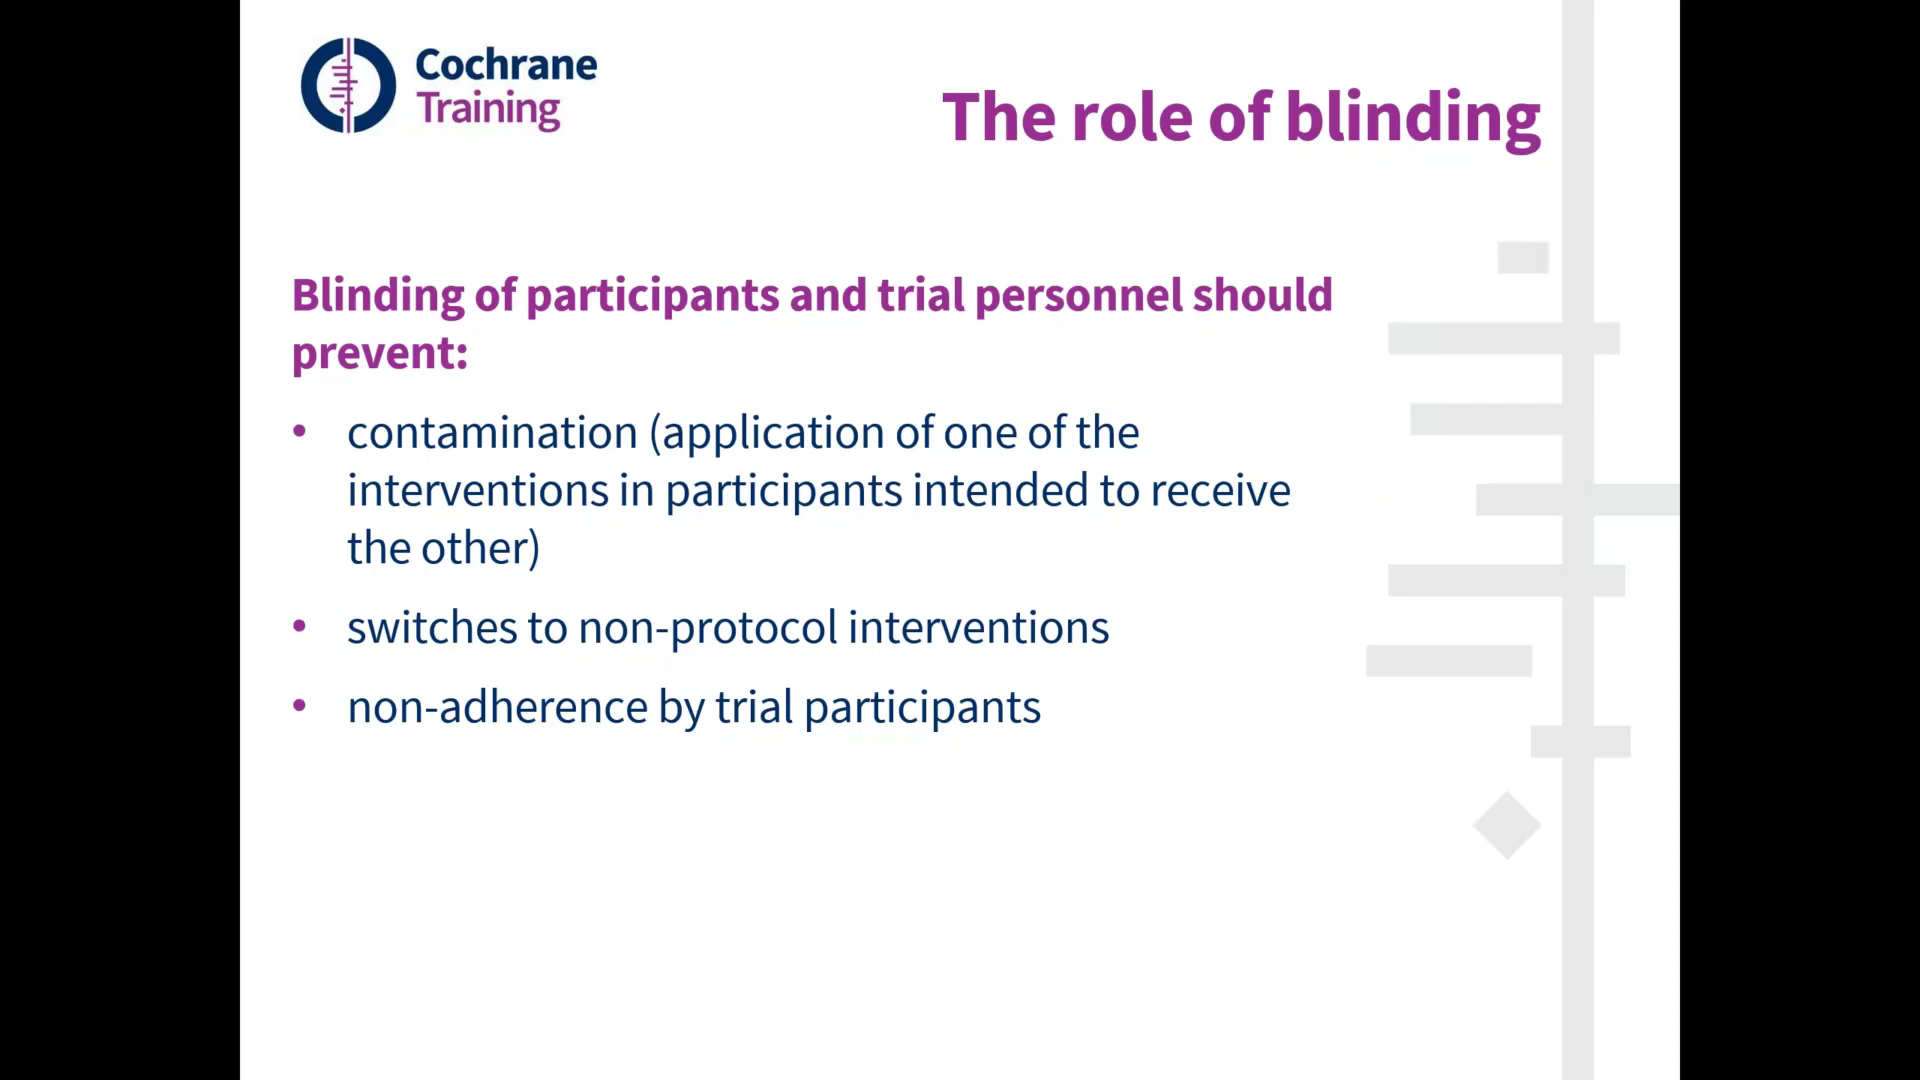 Cochrane
Training
The role of blinding
Blinding of participants and trial personnel should
prevent:
• contamination (application of one of the
interventions in participants intended to receive
the other)
• switches to non-protocol interventions
• non-adherence by trial participants